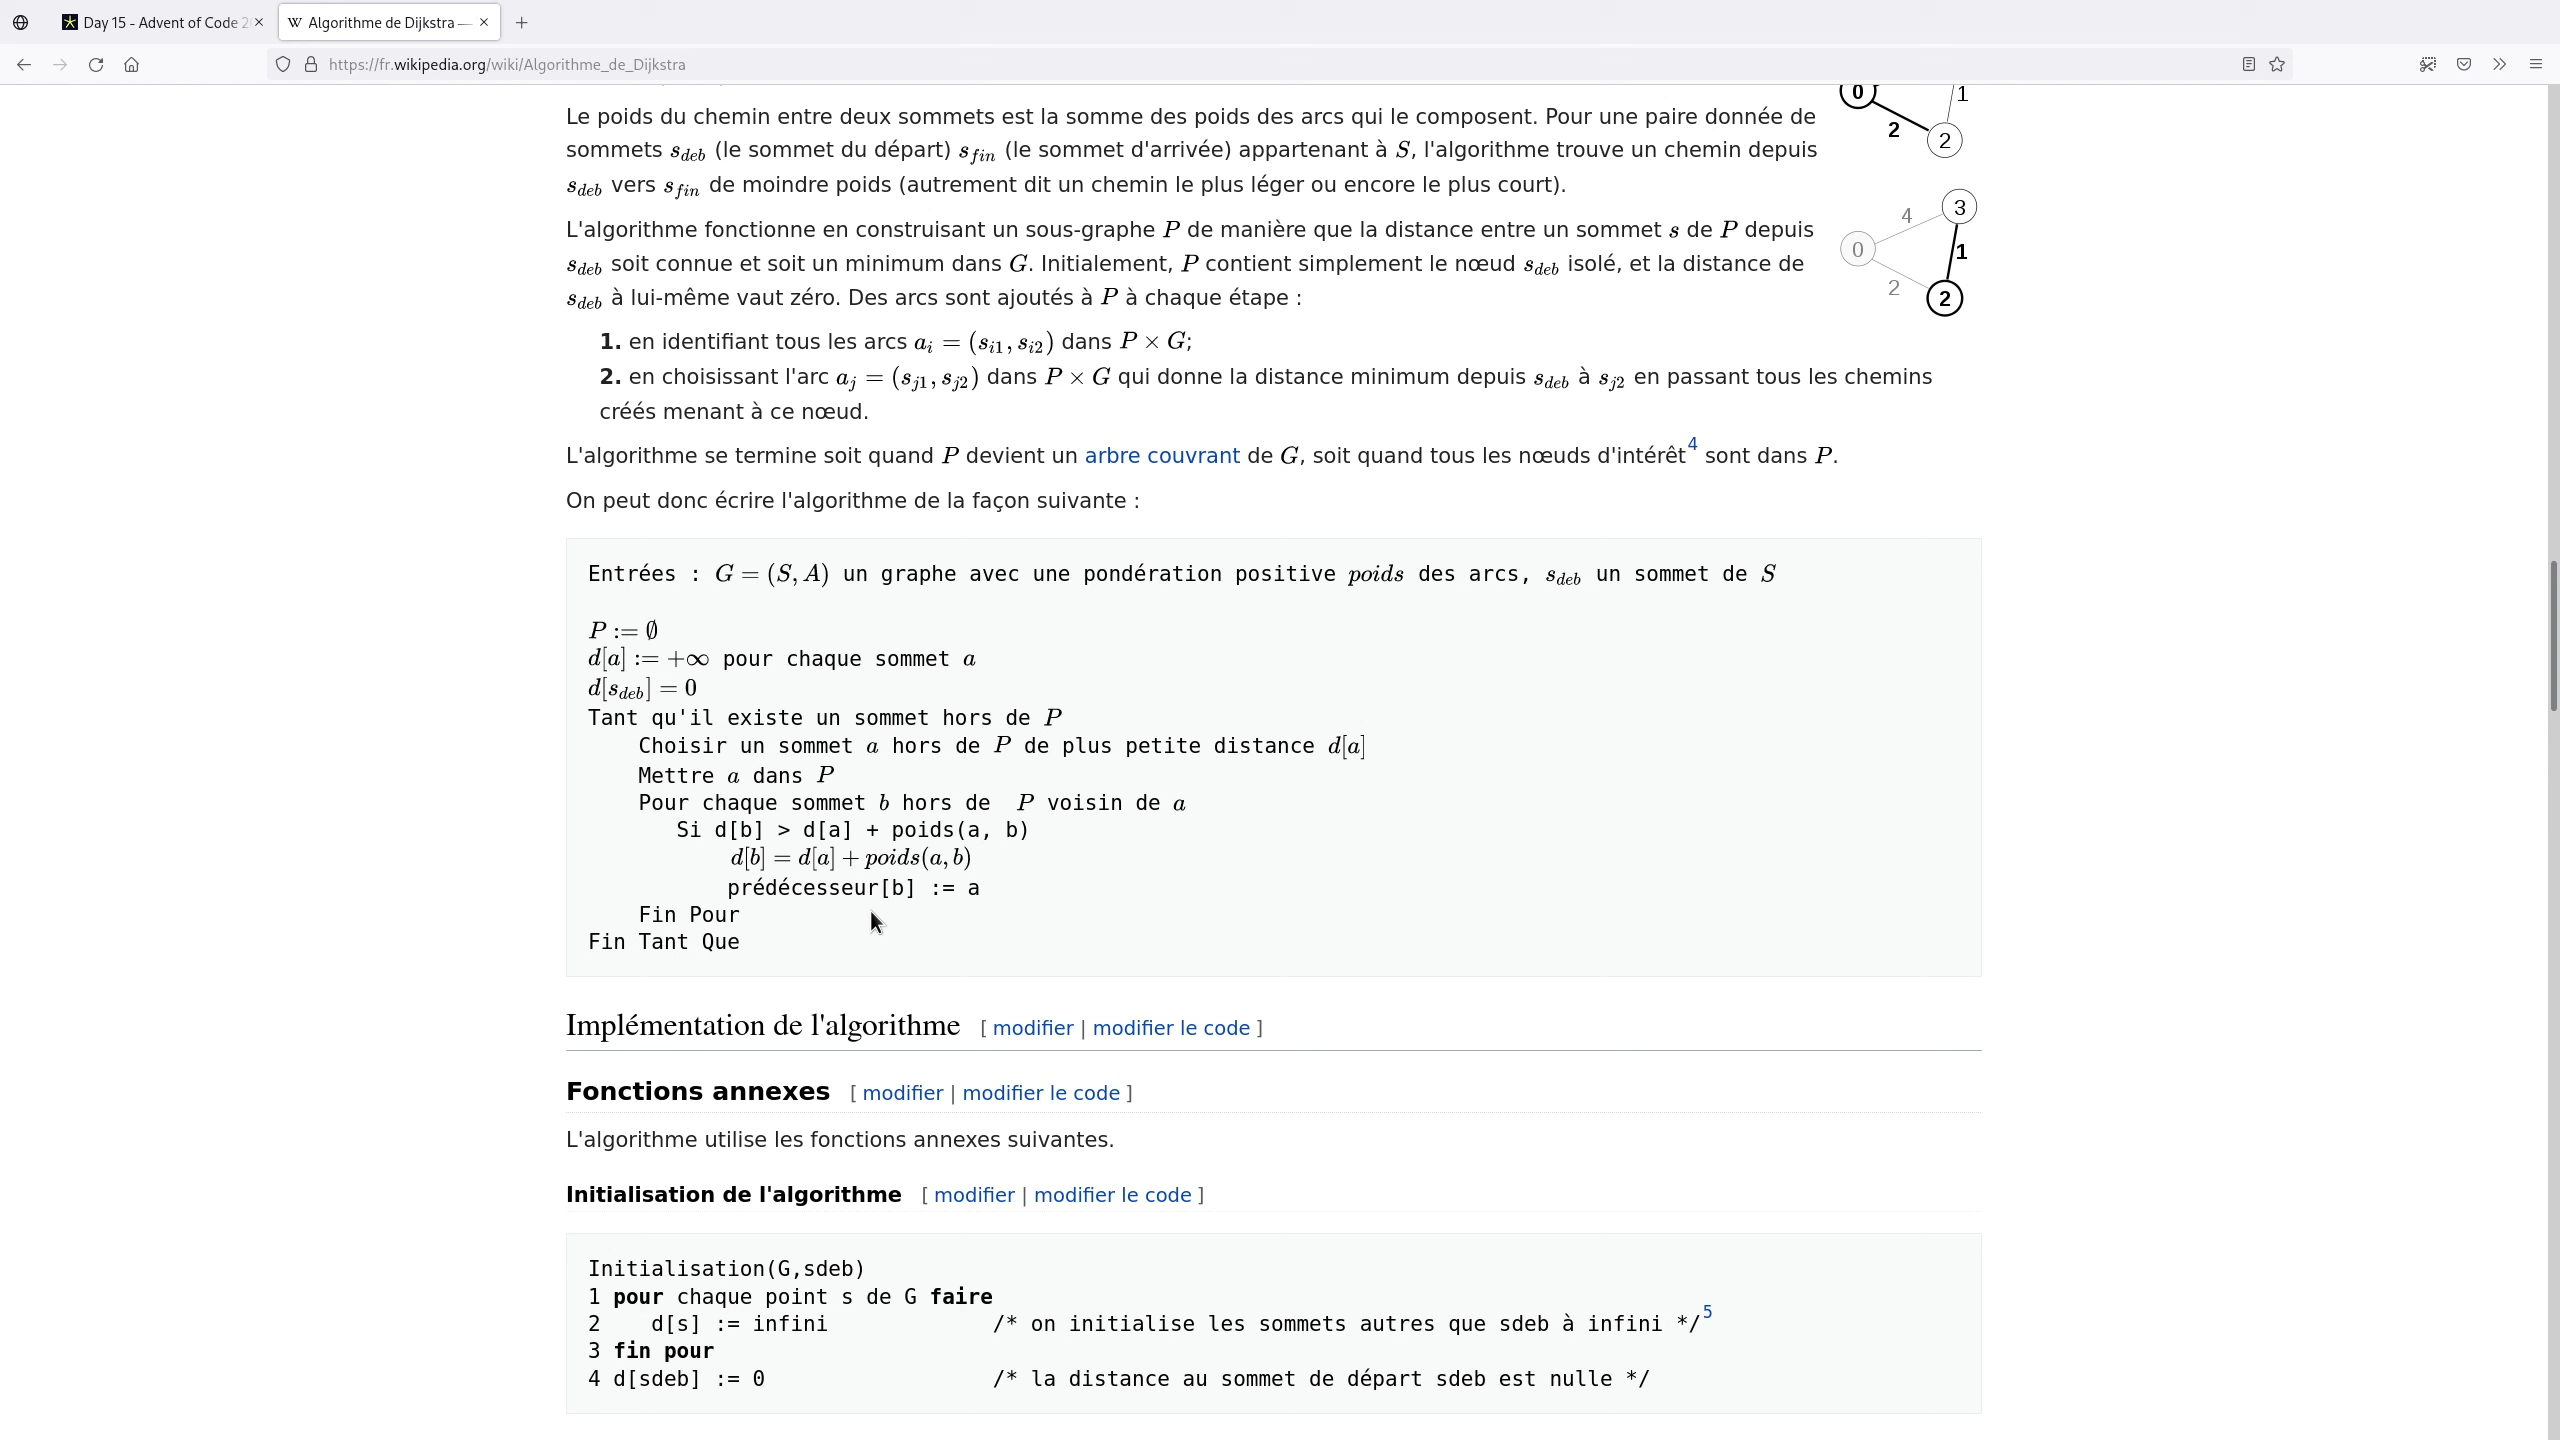 Day 15 - Advent of Code 2
Algorithme de Dijkstra —
https://fr.wikipedia.org/wiki/Algorithme_de_Dijkstra
0
1
2
2
Le poids du chemin entre deux sommets est la somme des poids des arcs qui le composent. Pour une paire donnée de
sommets s_deb (le sommet du départ) s_fin (le sommet d'arrivée) appartenant à S, l'algorithme trouve un chemin depuis
s_deb vers s_fin de moindre poids (autrement dit un chemin le plus léger ou encore le plus court).
3
4
0
1
2
2
L'algorithme fonctionne en construisant un sous-graphe P de manière que la distance entre un sommet s de P depuis
s_deb soit connue et soit un minimum dans G. Initialement, P contient simplement le nœud s_deb isolé, et la distance de
s_deb à lui-même vaut zéro. Des arcs sont ajoutés à P à chaque étape :
1. en identifiant tous les arcs a_i = (s_i1, s_i2) dans P × G;
2. en choisissant l'arc a_j = (s_j1, s_j2) dans P × G qui donne la distance minimum depuis s_deb à s_j2 en passant tous les chemins
créés menant à ce nœud.
L'algorithme se termine soit quand P devient un arbre couvrant de G, soit quand tous les nœuds d'intérêt 4 sont dans P.
On peut donc écrire l'algorithme de la façon suivante :
Entrées : G = (S, A) un graphe avec une pondération positive poids des arcs, s_deb un sommet de S
P := ∅
d[a] := +∞ pour chaque sommet a
d[s_deb] = 0
Tant qu'il existe un sommet hors de P
Choisir un sommet a hors de P de plus petite distance d[a]
Mettre a dans P
Pour chaque sommet b hors de P voisin de a
Si d[b] > d[a] + poids(a, b)
d[b] = d[a] + poids(a, b)
prédécesseur[b] := a
Fin Pour
Fin Tant Que
Implémentation de l'algorithme [ modifier | modifier le code ]
Fonctions annexes [ modifier | modifier le code ]
L'algorithme utilise les fonctions annexes suivantes.
Initialisation de l'algorithme [ modifier | modifier le code ]
Initialisation(G,sdeb)
1 pour chaque point s de G faire
2 d[s] := infini /* on initialise les sommets autres que sdeb à infini */ 5
3 fin pour
4 d[sdeb] := 0 /* la distance au sommet de départ sdeb est nulle */